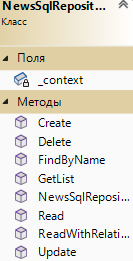 NewsSqlReposit...
Класс
Поля
_context
Методы
Create
Delete
FindByName
GetList
NewsSqlReposi...
Read
ReadWithRelati...
Update